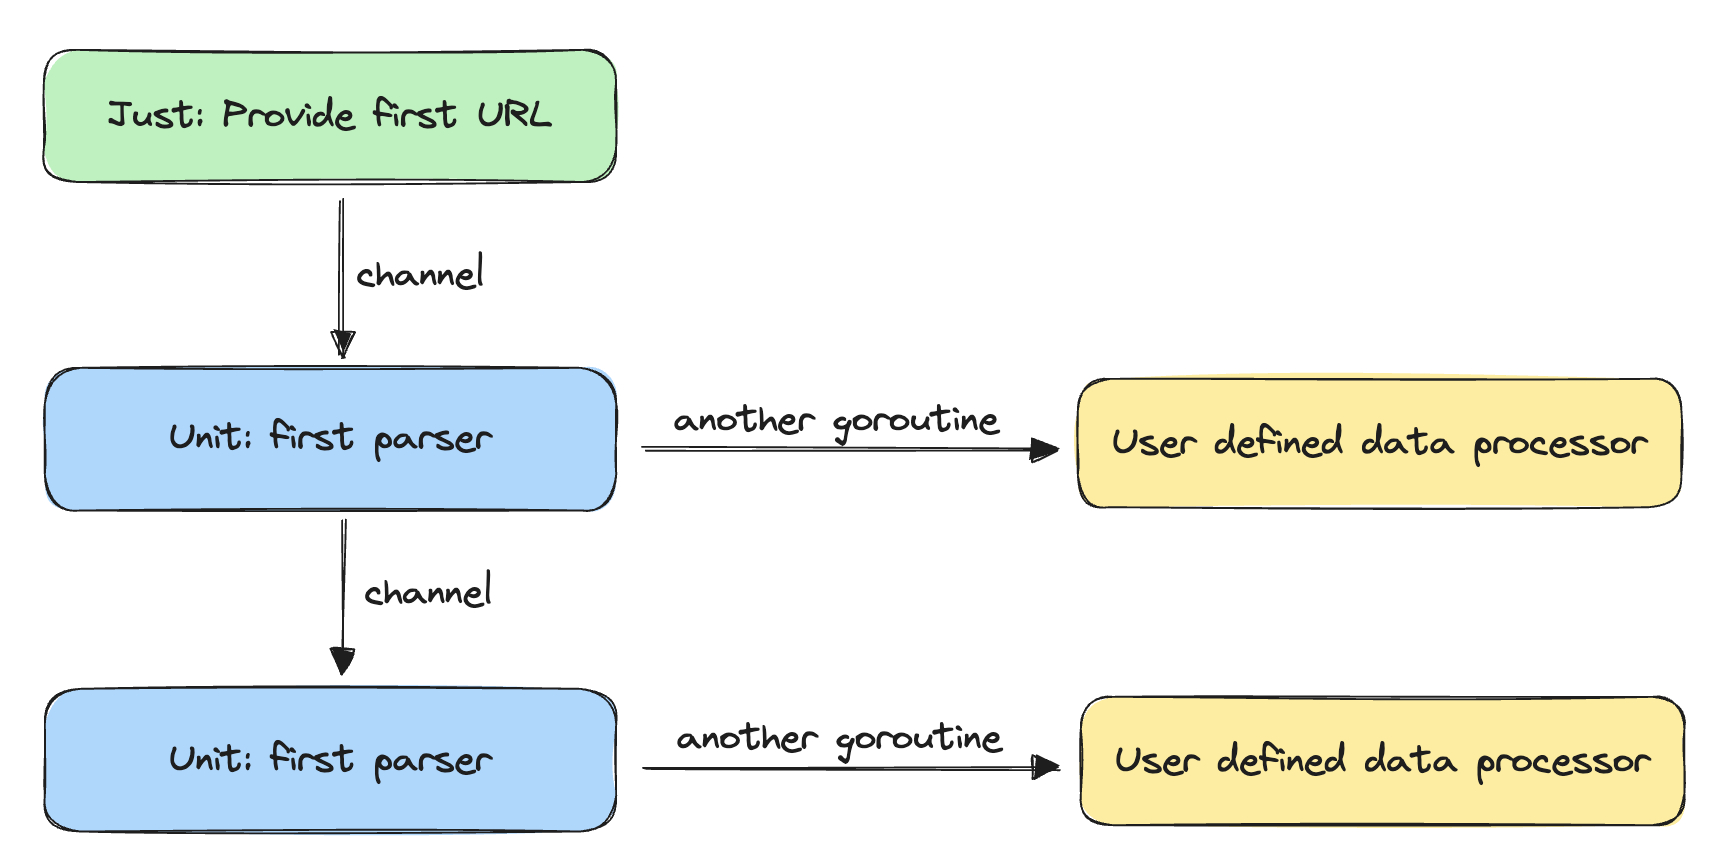 Just: Provide first URL
channel
Unit: first parser
another goroutine
User defined data processor
channel
Unit: first parser
another goroutine
User defined data processor